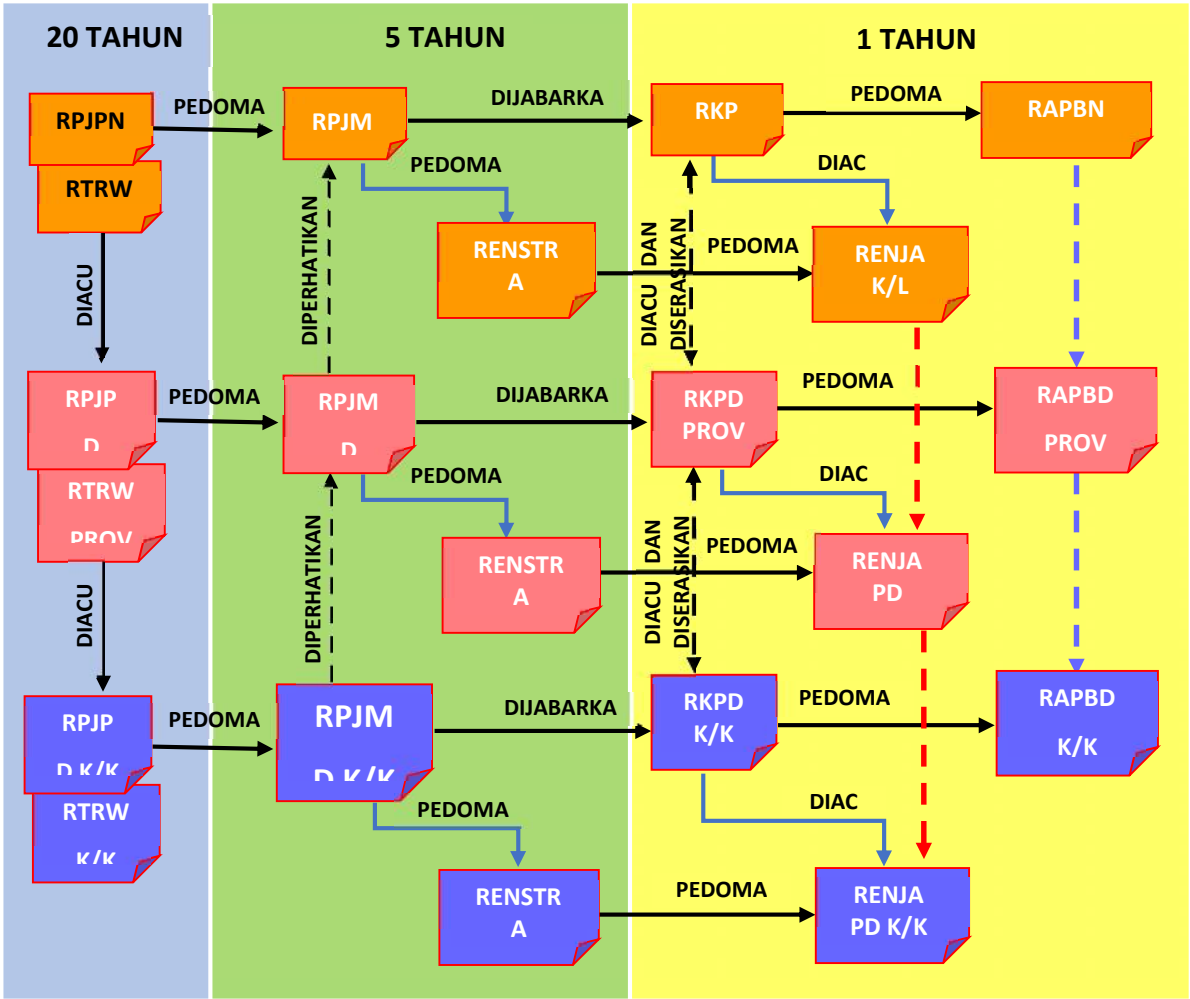 20 TAHUN
5 TAHUN
1 TAHUN
RPJPN
RTRW
PEDOMA
RPJM
DIJABARKA
RKP
PEDOMA
RAPBN
PEDOMA
RENSTR
A
DIAC
PEDOMA
RENJA
K/L
DIACU
DIPERHATIKAN
DIACU DAN
DISERASIKAN
RPJP
D
RTRW
PROV
PEDOMA
RPJM
D
DIJABARKA
RKPD
PROV
PEDOMA
RAPBD
PROV
PEDOMA
RENSTR
A
DIAC
PEDOMA
RENJA
PD
DIACU
DIPERHATIKAN
DIACU DAN
DISERASIKAN
RPJP
D K/K
RTRW
K/K
PEDOMA
RPJM
D K/K
DIJABARKA
RKPD
K/K
PEDOMA
RAPBD
K/K
PEDOMA
RENSTR
A
DIAC
PEDOMA
RENJA
PD K/K